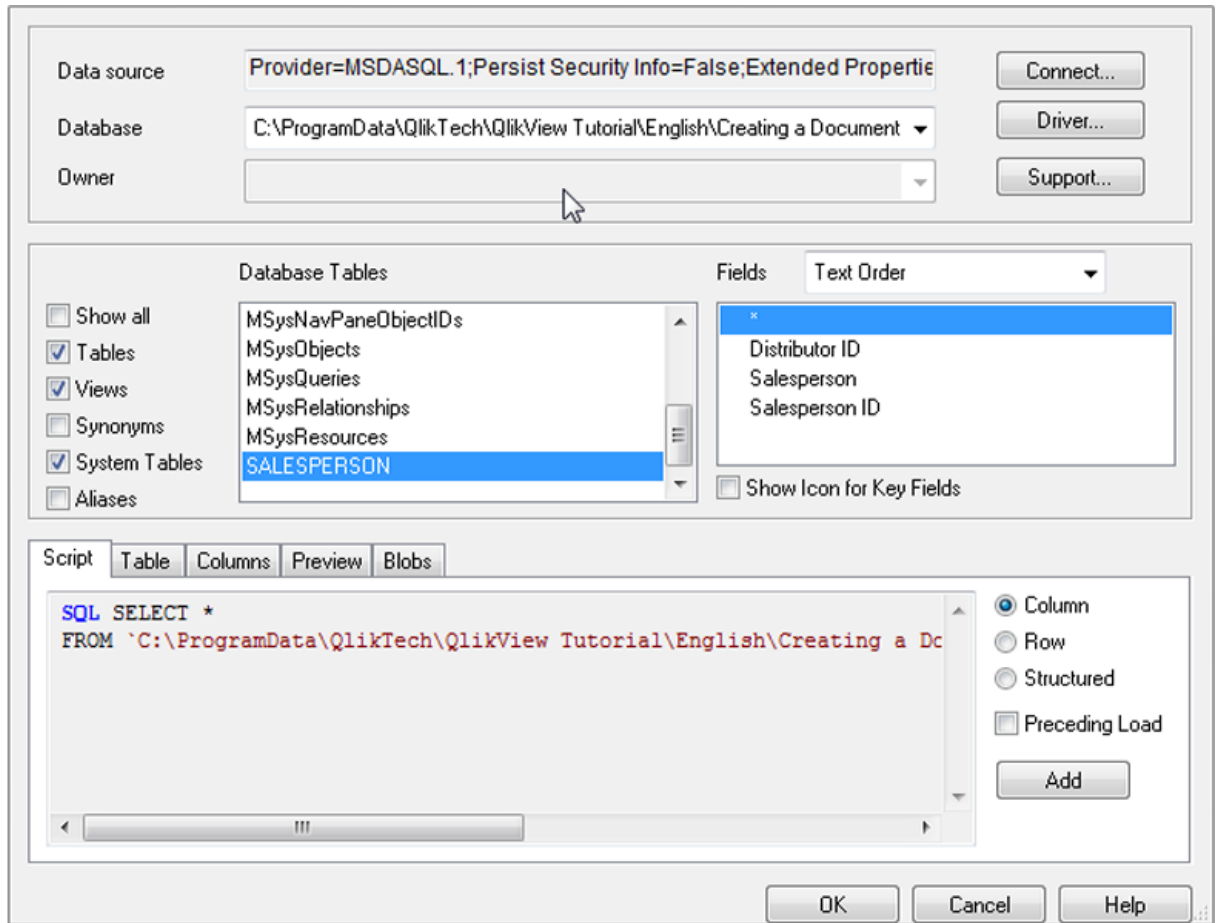 Data source
Provider=MSDASQL.1;Persist Security Info=False;Extended Propertie
Connect...
Database
C:\ProgramData\QlikTech\QlikView Tutorial\English\Creating a Document
Driver...
Owner
Support...
Database Tables
Fields
Text Order
Show all
Tables
Views
Synonyms
System Tables
Aliases
MSysNavPaneObjectIDs
MSysObjects
MSysQueries
MSysRelationships
MSysResources
SALESPERSON
*
Distributor ID
Salesperson
Salesperson ID
Show Icon for Key Fields
Script
Table
Columns
Preview
Blobs
SQL SELECT *
FROM `C:\ProgramData\QlikTech\QlikView Tutorial\English\Creating a Do
Column
Row
Structured
Preceding Load
Add
OK
Cancel
Help